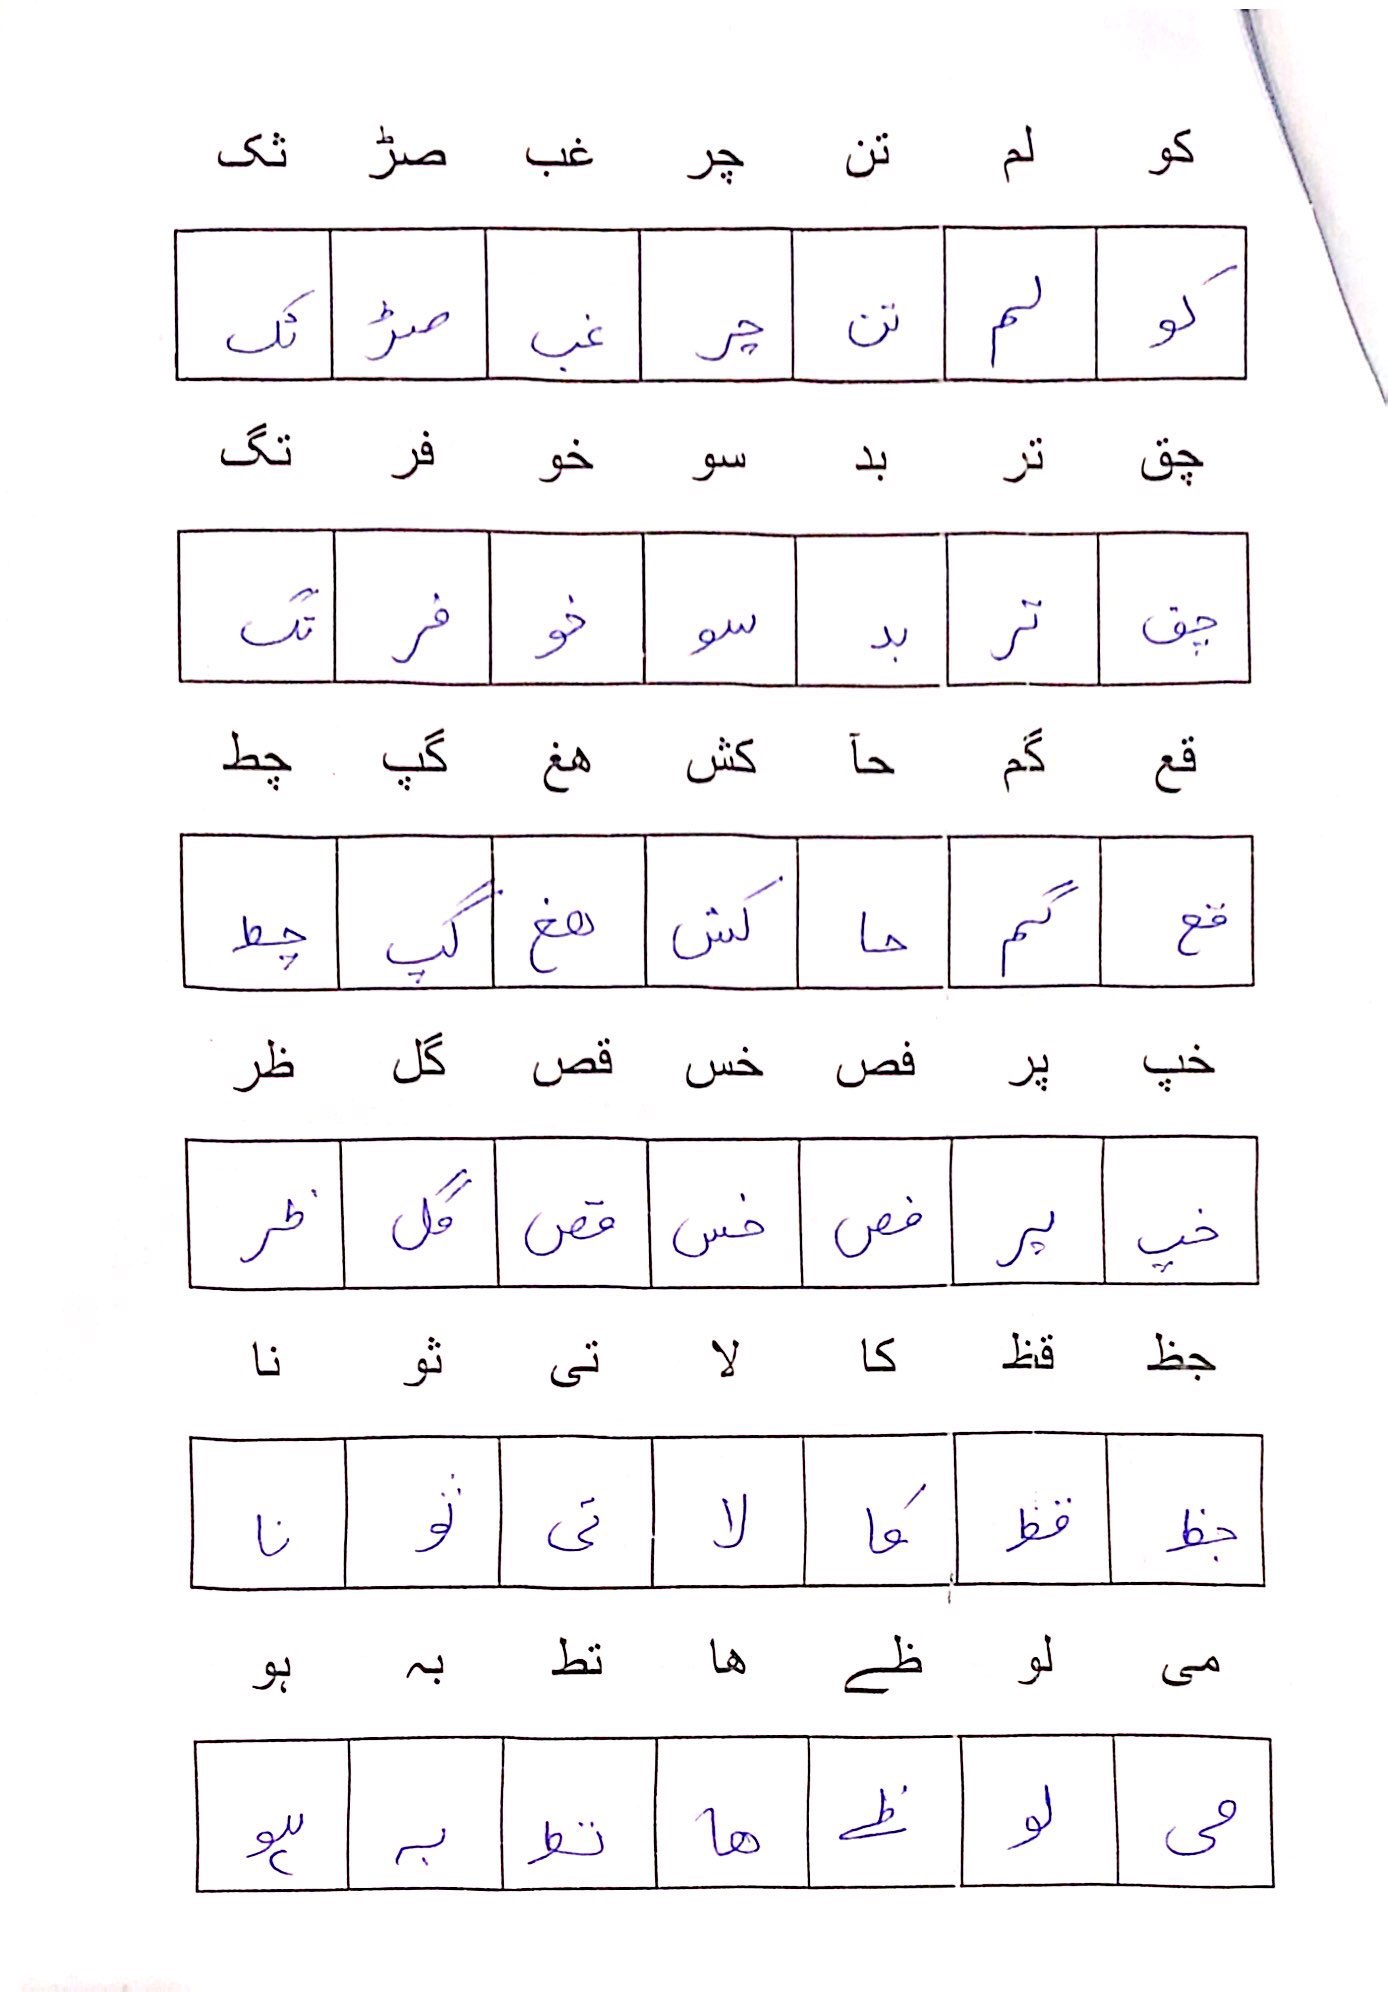 کو لم تن چر غب صڑ ثک
کو لم تن چر غب صڑ ثک
چق تر بد سو خو فر تگ
چق تر بد سو خو فر تگ
قع گم حآ کش ھغ گپ چط
قع گم حا کش ھغ گپ چط
خپ پر فص خس قص گل ظر
خپ پر فص خس قص گل ظر
جظ قظ کا لا تی ثو نا
جظ قظ کا لا تی ثو نا
می لو ظے ھا تط بہ ہو
می لو ظے ھا تط بہ ہو